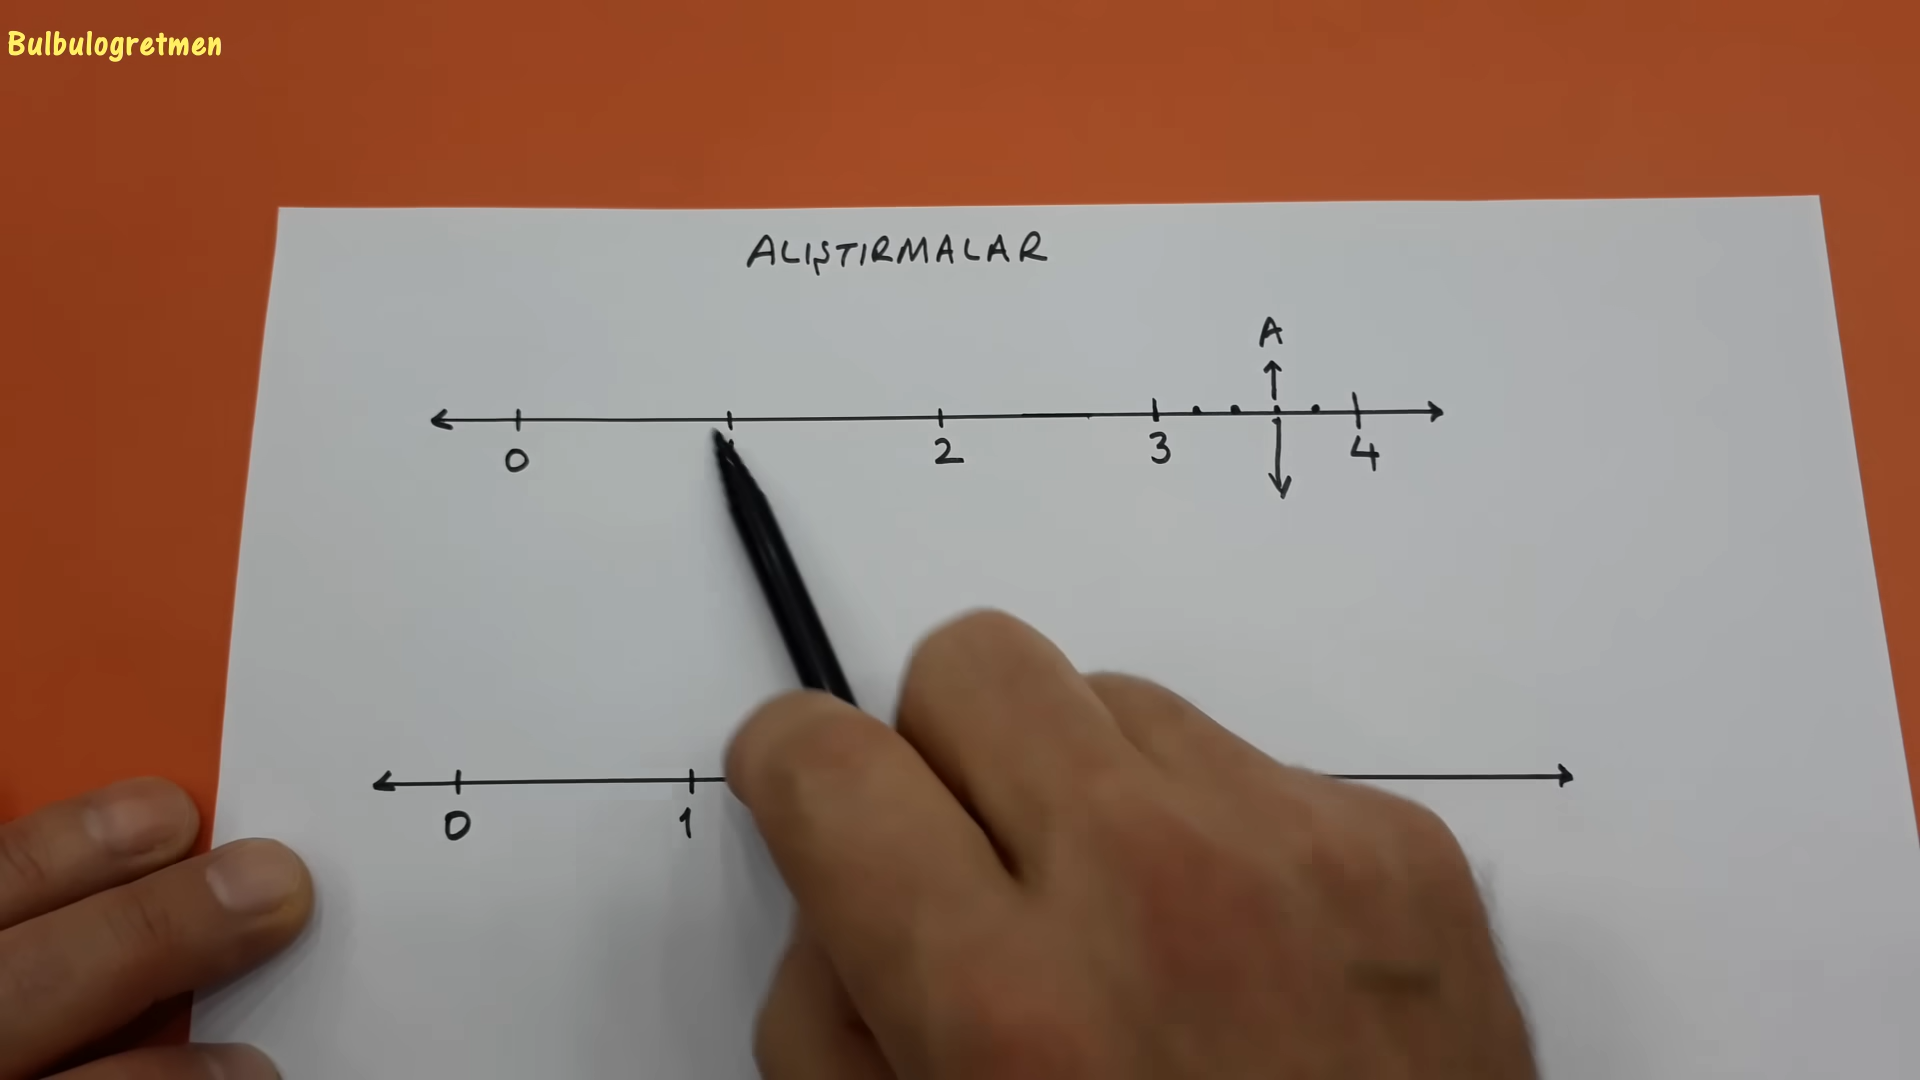 Bulbulogretmen
ALIŞTIRMALAR
A
0 2 3 4
0 1